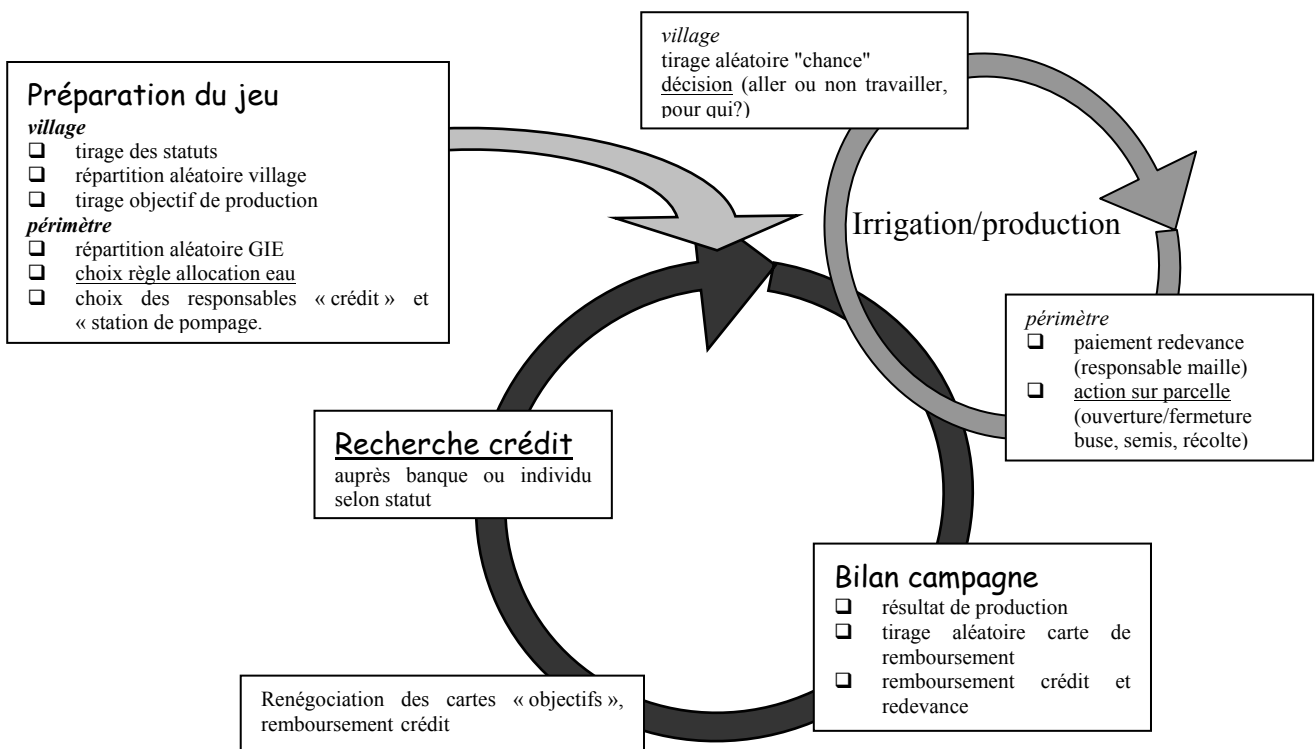 Préparation du jeu
village
❑ tirage des statuts
❑ répartition aléatoire village
❑ tirage objectif de production
périmètre
❑ répartition aléatoire GIE
❑ choix règle allocation eau
❑ choix des responsables « crédit » et
« station de pompage.
village
tirage aléatoire "chance"
décision (aller ou non travailler,
pour qui?)
Irrigation/production
périmètre
❑ paiement redevance
(responsable maille)
❑ action sur parcelle
(ouverture/fermeture
buse, semis, récolte)
Recherche crédit
auprès banque ou individu
selon statut
Bilan campagne
❑ résultat de production
❑ tirage aléatoire carte de
remboursement
❑ remboursement crédit et
redevance
Renégociation des cartes « objectifs »,
remboursement crédit